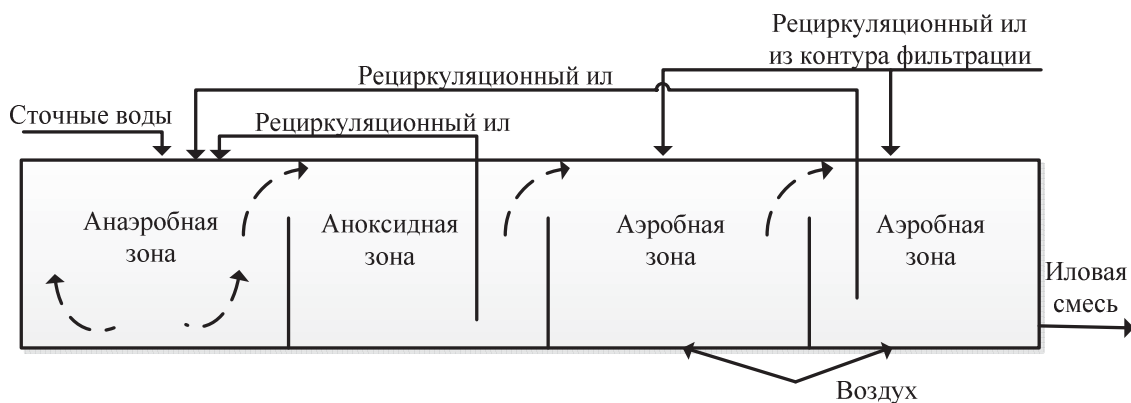 Рециркуляционный ил
из контура фильтрации
Рециркуляционный ил
Сточные воды
Рециркуляционный ил
Анаэробная
зона
Аноксидная
зона
Аэробная
зона
Аэробная
зона
Иловая
смесь
Воздух